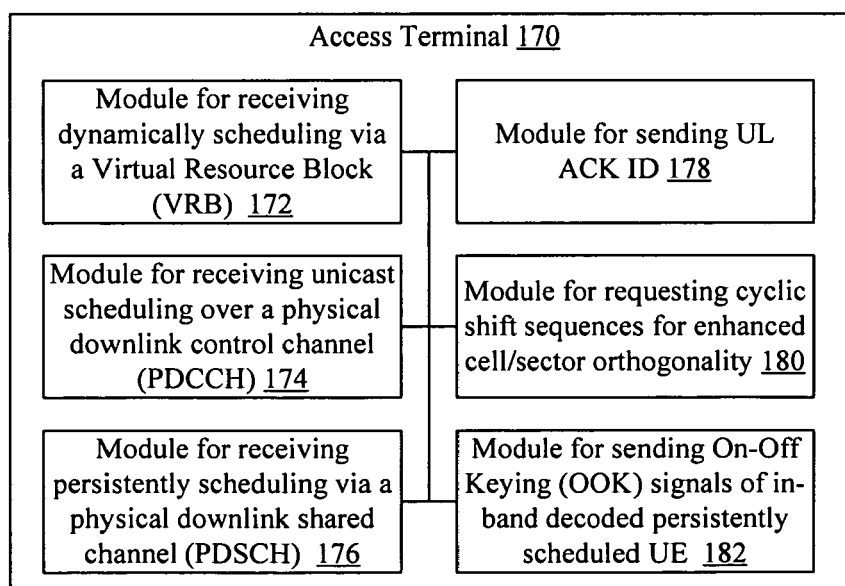 Access Terminal 170
Module for receiving
dynamically scheduling via
a Virtual Resource Block
(VRB) 172
Module for sending UL
ACK ID 178
Module for receiving unicast
scheduling over a physical
downlink control channel
(PDCCH) 174
Module for requesting cyclic
shift sequences for enhanced
cell/sector orthogonality 180
Module for receiving
persistently scheduling via a
physical downlink shared
channel (PDSCH) 176
Module for sending On-Off
Keying (OOK) signals of in-
band decoded persistently
scheduled UE 182